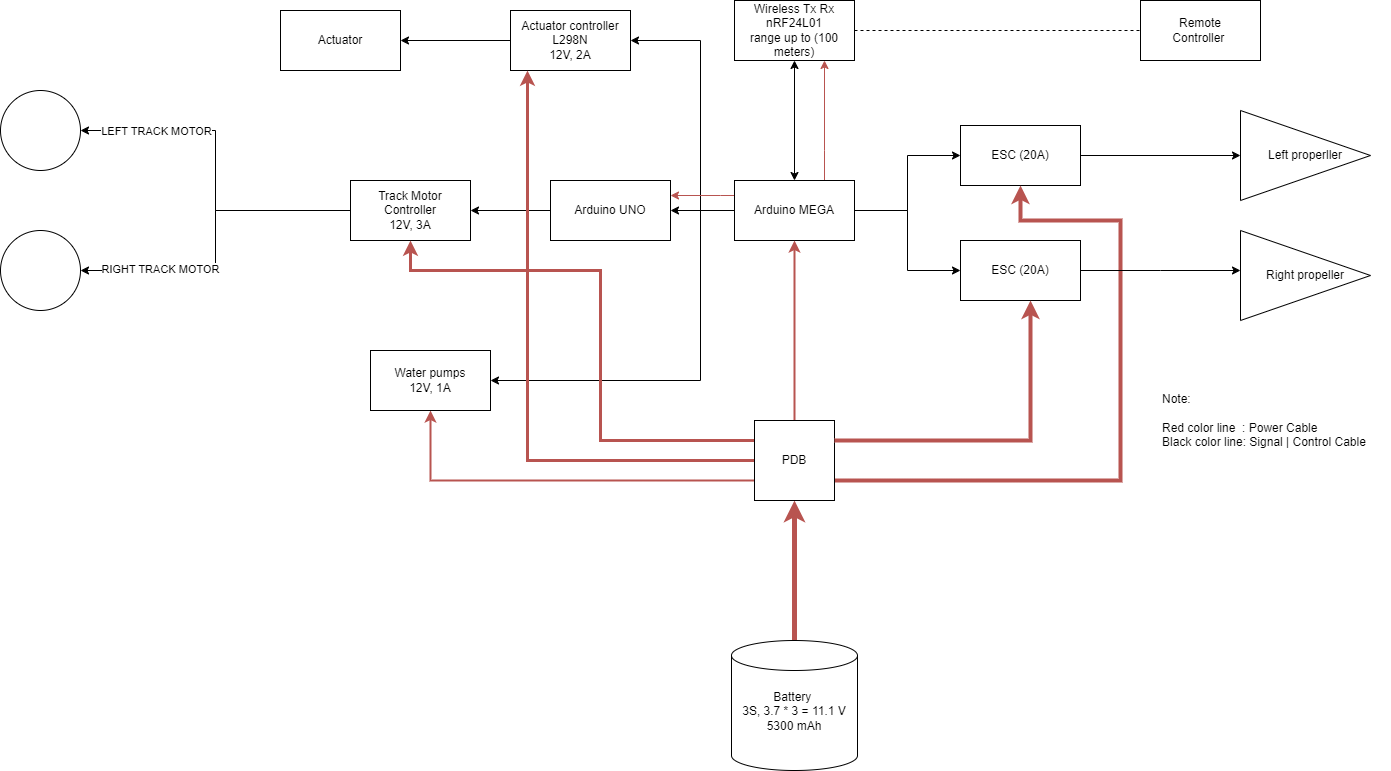 Wireless Tx Rx
nRF24L01
range up to (100
meters)
Remote
Controller
Actuator
Actuator controller
L298N
12V, 2A
LEFT TRACK MOTOR
ESC (20A)
Left properller
Track Motor
Controller
12V, 3A
Arduino UNO
Arduino MEGA
RIGHT TRACK MOTOR
ESC (20A)
Right propeller
Water pumps
12V, 1A
Note:
Red color line  : Power Cable
Black color line: Signal | Control Cable
PDB
Battery
3S, 3.7 * 3 = 11.1 V
5300 mAh